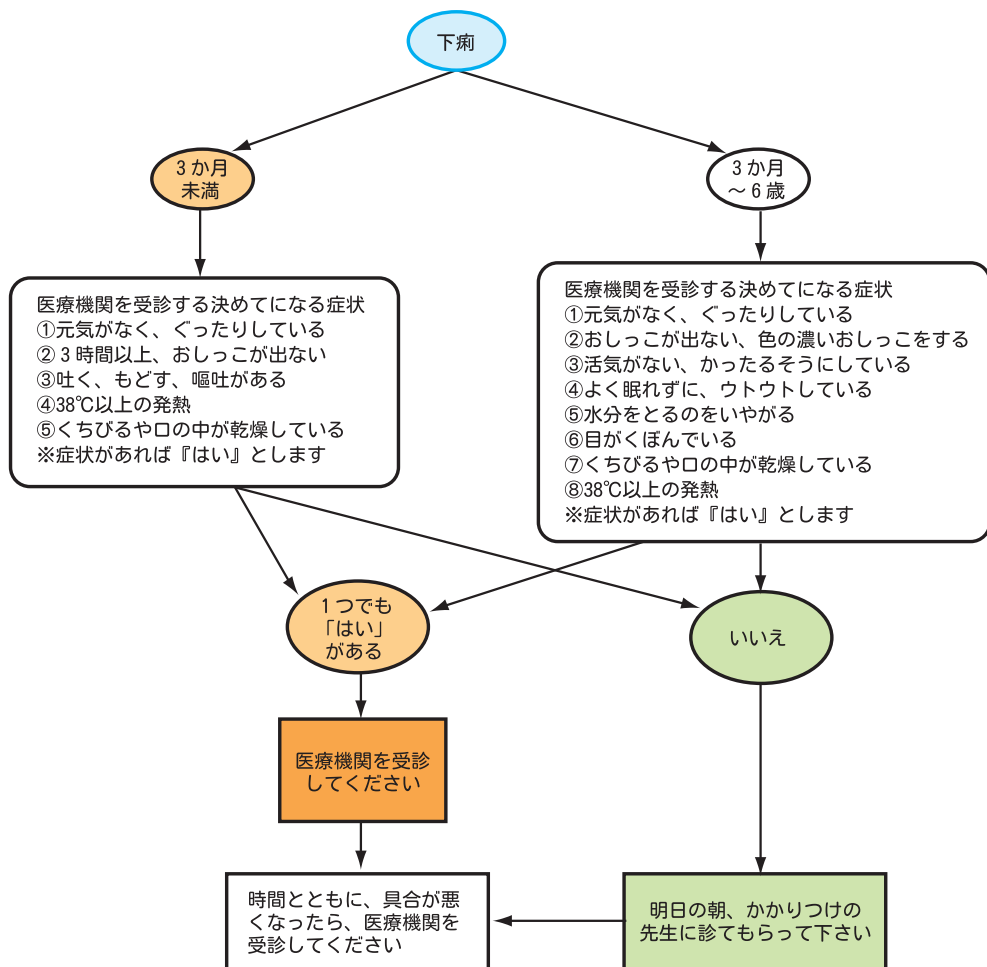 下痢
3か月
未満
3か月
~6歳
医療機関を受診する決めてになる症状
①元気がなく、ぐったりしている
②3時間以上、おしっこが出ない
③吐く、もどす、嘔吐がある
④38℃以上の発熱
⑤くちびるや口の中が乾燥している
※症状があれば『はい』とします
医療機関を受診する決めてになる症状
①元気がなく、ぐったりしている
②おしっこが出ない、色の濃いおしっこをする
③活気がない、かったるそうにしている
④よく眠れずに、ウトウトしている
⑤水分をとるのをいやがる
⑥目がくぼんでいる
⑦くちびるや口の中が乾燥している
⑧38℃以上の発熱
※症状があれば『はい』とします
1つでも
「はい」
がある
いいえ
医療機関を受診
してください
時間とともに、具合が悪
くなったら、医療機関を
受診してください
明日の朝、かかりつけの
先生に診てもらって下さい